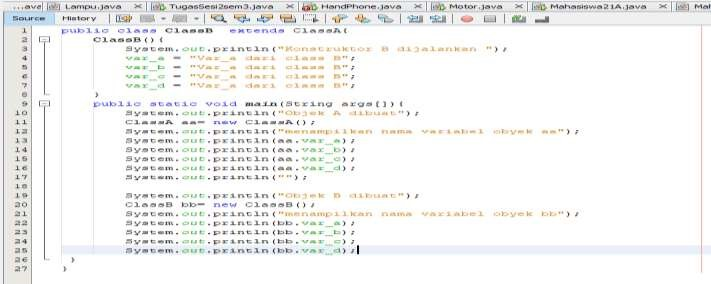 ...ave Lampu.java TugasSesi2sem3.java HandPhone.java Motor.java Mahasiswa21A.java Mah
Source History
1 public class ClassB extends ClassA{
2 ClassB(){
3 System.out.println("Konstruktor B dijalankan ");
4 var_a = "Var_a dari class B";
5 var_b = "Var_a dari class B";
6 var_c = "Var_a dari class B";
7 var_d = "Var_a dari class B";
8 }
9 public static void main(String args[]){
10 System.out.println("Objek A dibuat");
11 ClassA aa= new ClassA();
12 System.out.println("menampilkan nama variabel obyek aa");
13 System.out.println(aa.var_a);
14 System.out.println(aa.var_b);
15 System.out.println(aa.var_c);
16 System.out.println(aa.var_d);
17 System.out.println("");
18
19 System.out.println("Objek B dibuat");
20 ClassB bb= new ClassB();
21 System.out.println("menampilkan nama variabel obyek bb");
22 System.out.println(bb.var_a);
23 System.out.println(bb.var_b);
24 System.out.println(bb.var_c);
25 System.out.println(bb.var_d);
26 }
27 }